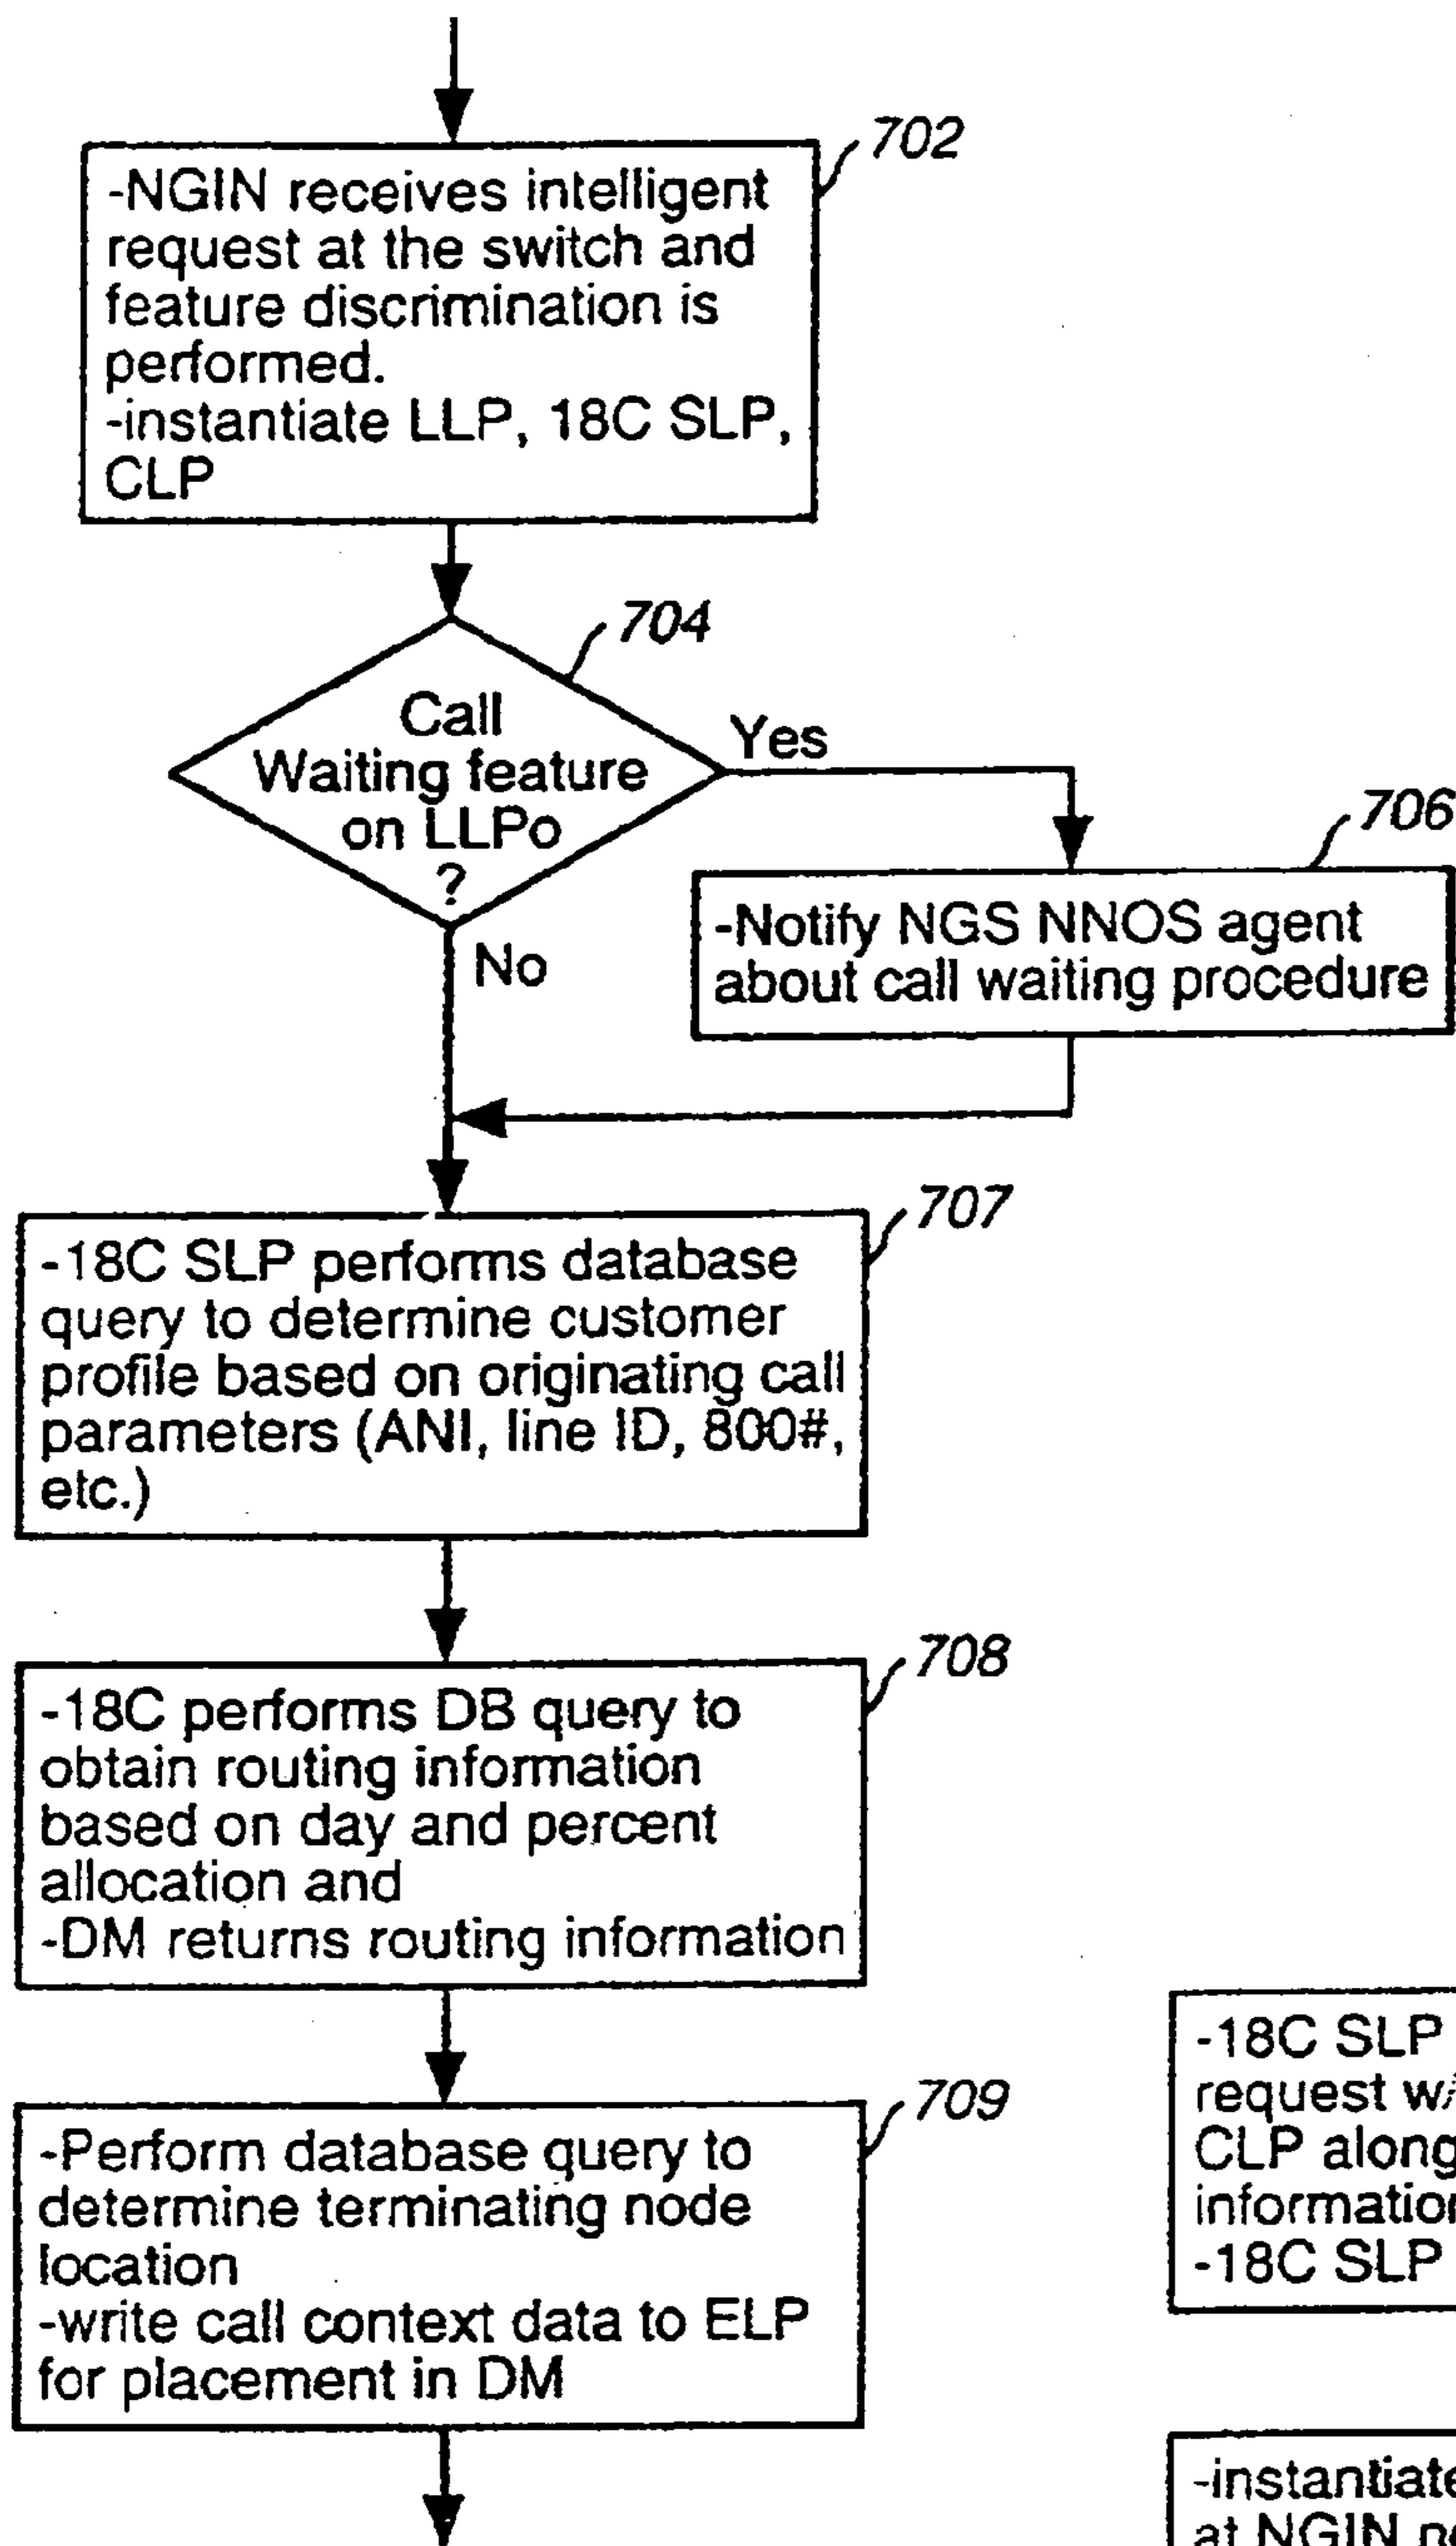 702
-NGIN receives intelligent
request at the switch and
feature discrimination is
performed.
-instantiate LLP, 18C SLP,
CLP
704
Call
Waiting feature
on LLPo
?
Yes
No
706
-Notify NGS NNOS agent
about call waiting procedure
707
-18C SLP performs database
query to determine customer
profile based on originating call
parameters (ANI, line ID, 800#,
etc.)
708
-18C performs DB query to
obtain routing information
based on day and percent
allocation and
-DM returns routing information
709
-Perform database query to
determine terminating node
location
-write call context data to ELP
for placement in DM
-18C SLP
request
CLP along
information
-18C SLP
-instantiate
at NGIN